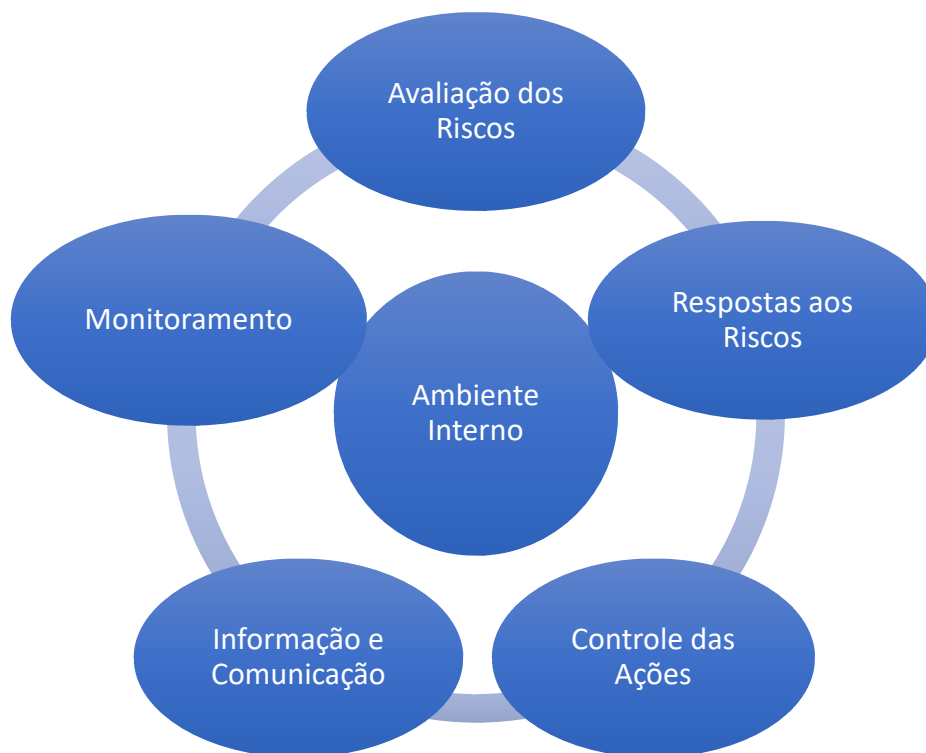 Avaliação dos
Riscos
Respostas aos
Riscos
Monitoramento
Ambiente
Interno
Controle das
Ações
Informação e
Comunicação